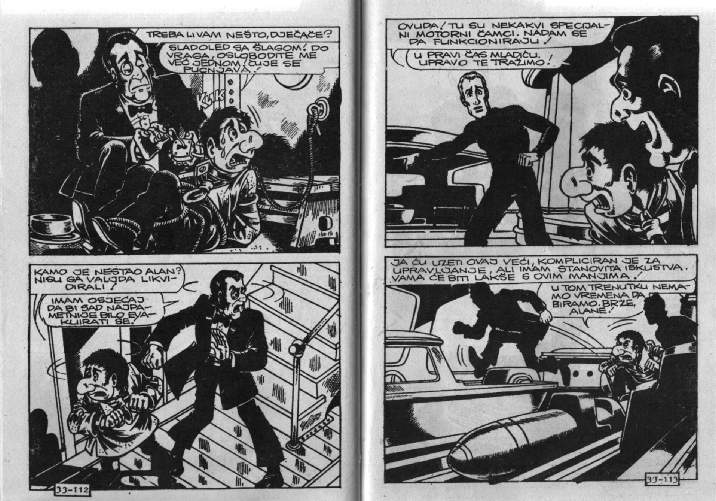 TREBA LI VAM NEŠTO, DJEČAČE?
SLADOLED SA ŠLAGOM! DO
VRAGA, OSLOBODITE ME
VEĆ JEDNOM! ČUJE SE
PUCNJAVA!
KAMO JE NESTAO ALAN?
NISU GA VALJDA LIKVI-
DIRALI!
IMAM OSJEĆAJ
DA BI SAD NAJPA-
METNIJE BILO EVA-
KUIRATI SE.
33-112
OVUDA! TU SU NEKAKVI SPECIJAL-
NI MOTORNI ČAMCI. NADAM SE
DA FUNKCIONIRAJU!
U PRAVI ČAS MLADIĆU.
UPRAVO TE TRAŽIMO!
JA ĆU UZETI OVAJ VEĆI, KOMPLICIRAN JE ZA
UPRAVLJANJE, ALI IMAM STANOVITA ISKUSTVA.
VAMA ĆE BITI LAKŠE S OVIM MANJIMA!
U TOM TRENUTKU NEMA-
MO VREMENA DA
BIRAMO. BRŽE,
ALANE.
33-113